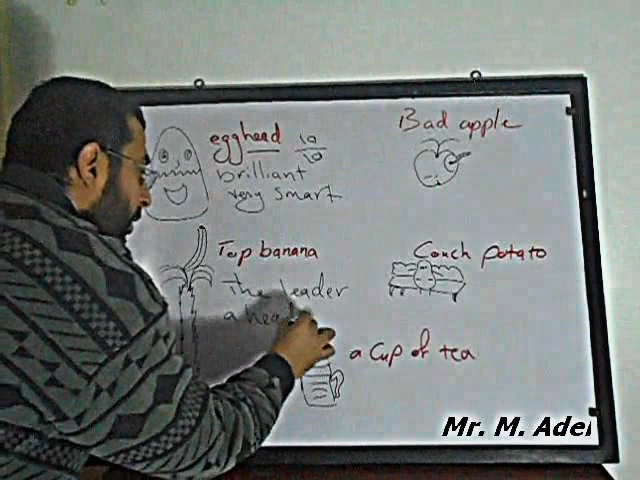 egghead 10/10
brilliant
very smart
Bad apple
Top banana
The leader
a head
Couch potato
a cup of tea
Mr. M. Adel